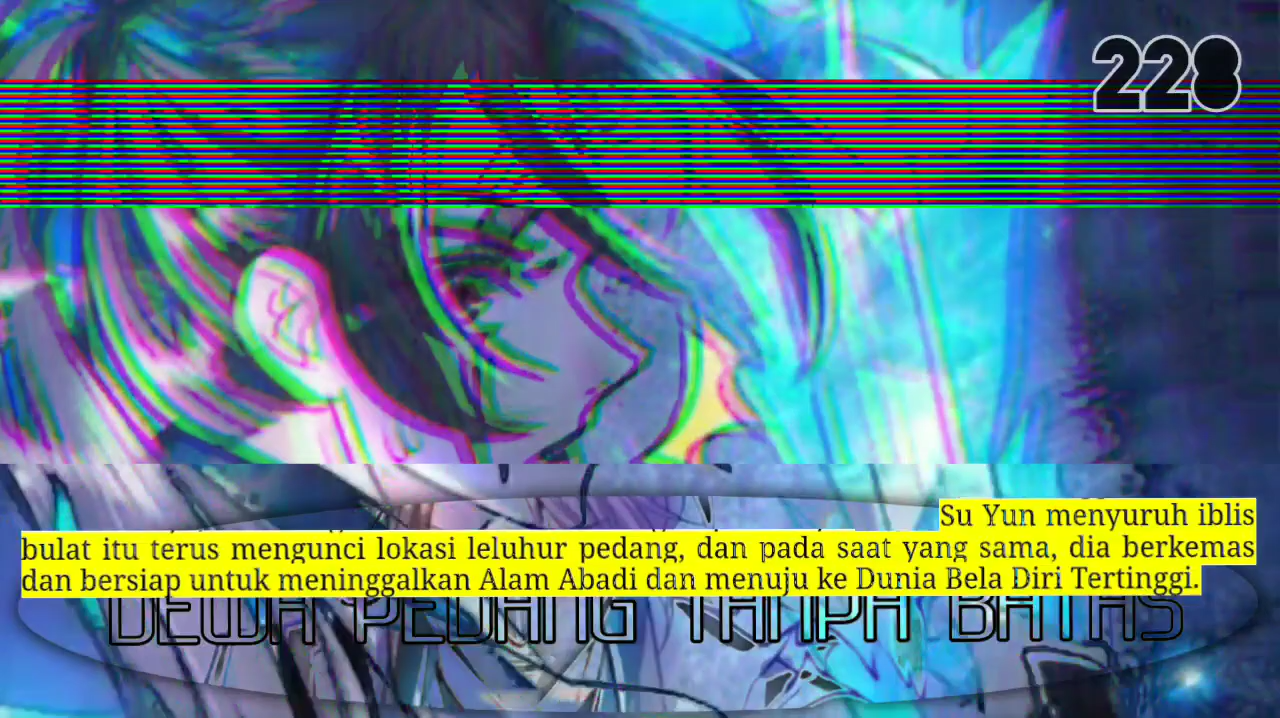 228
Su Yun menyuruh iblis
bulat itu terus mengunci lokasi leluhur pedang, dan pada saat yang sama, dia berkemas
dan bersiap untuk meninggalkan Alam Abadi dan menuju ke Dunia Bela Diri Tertinggi.
DEWA PEDANG TANPA BATAS